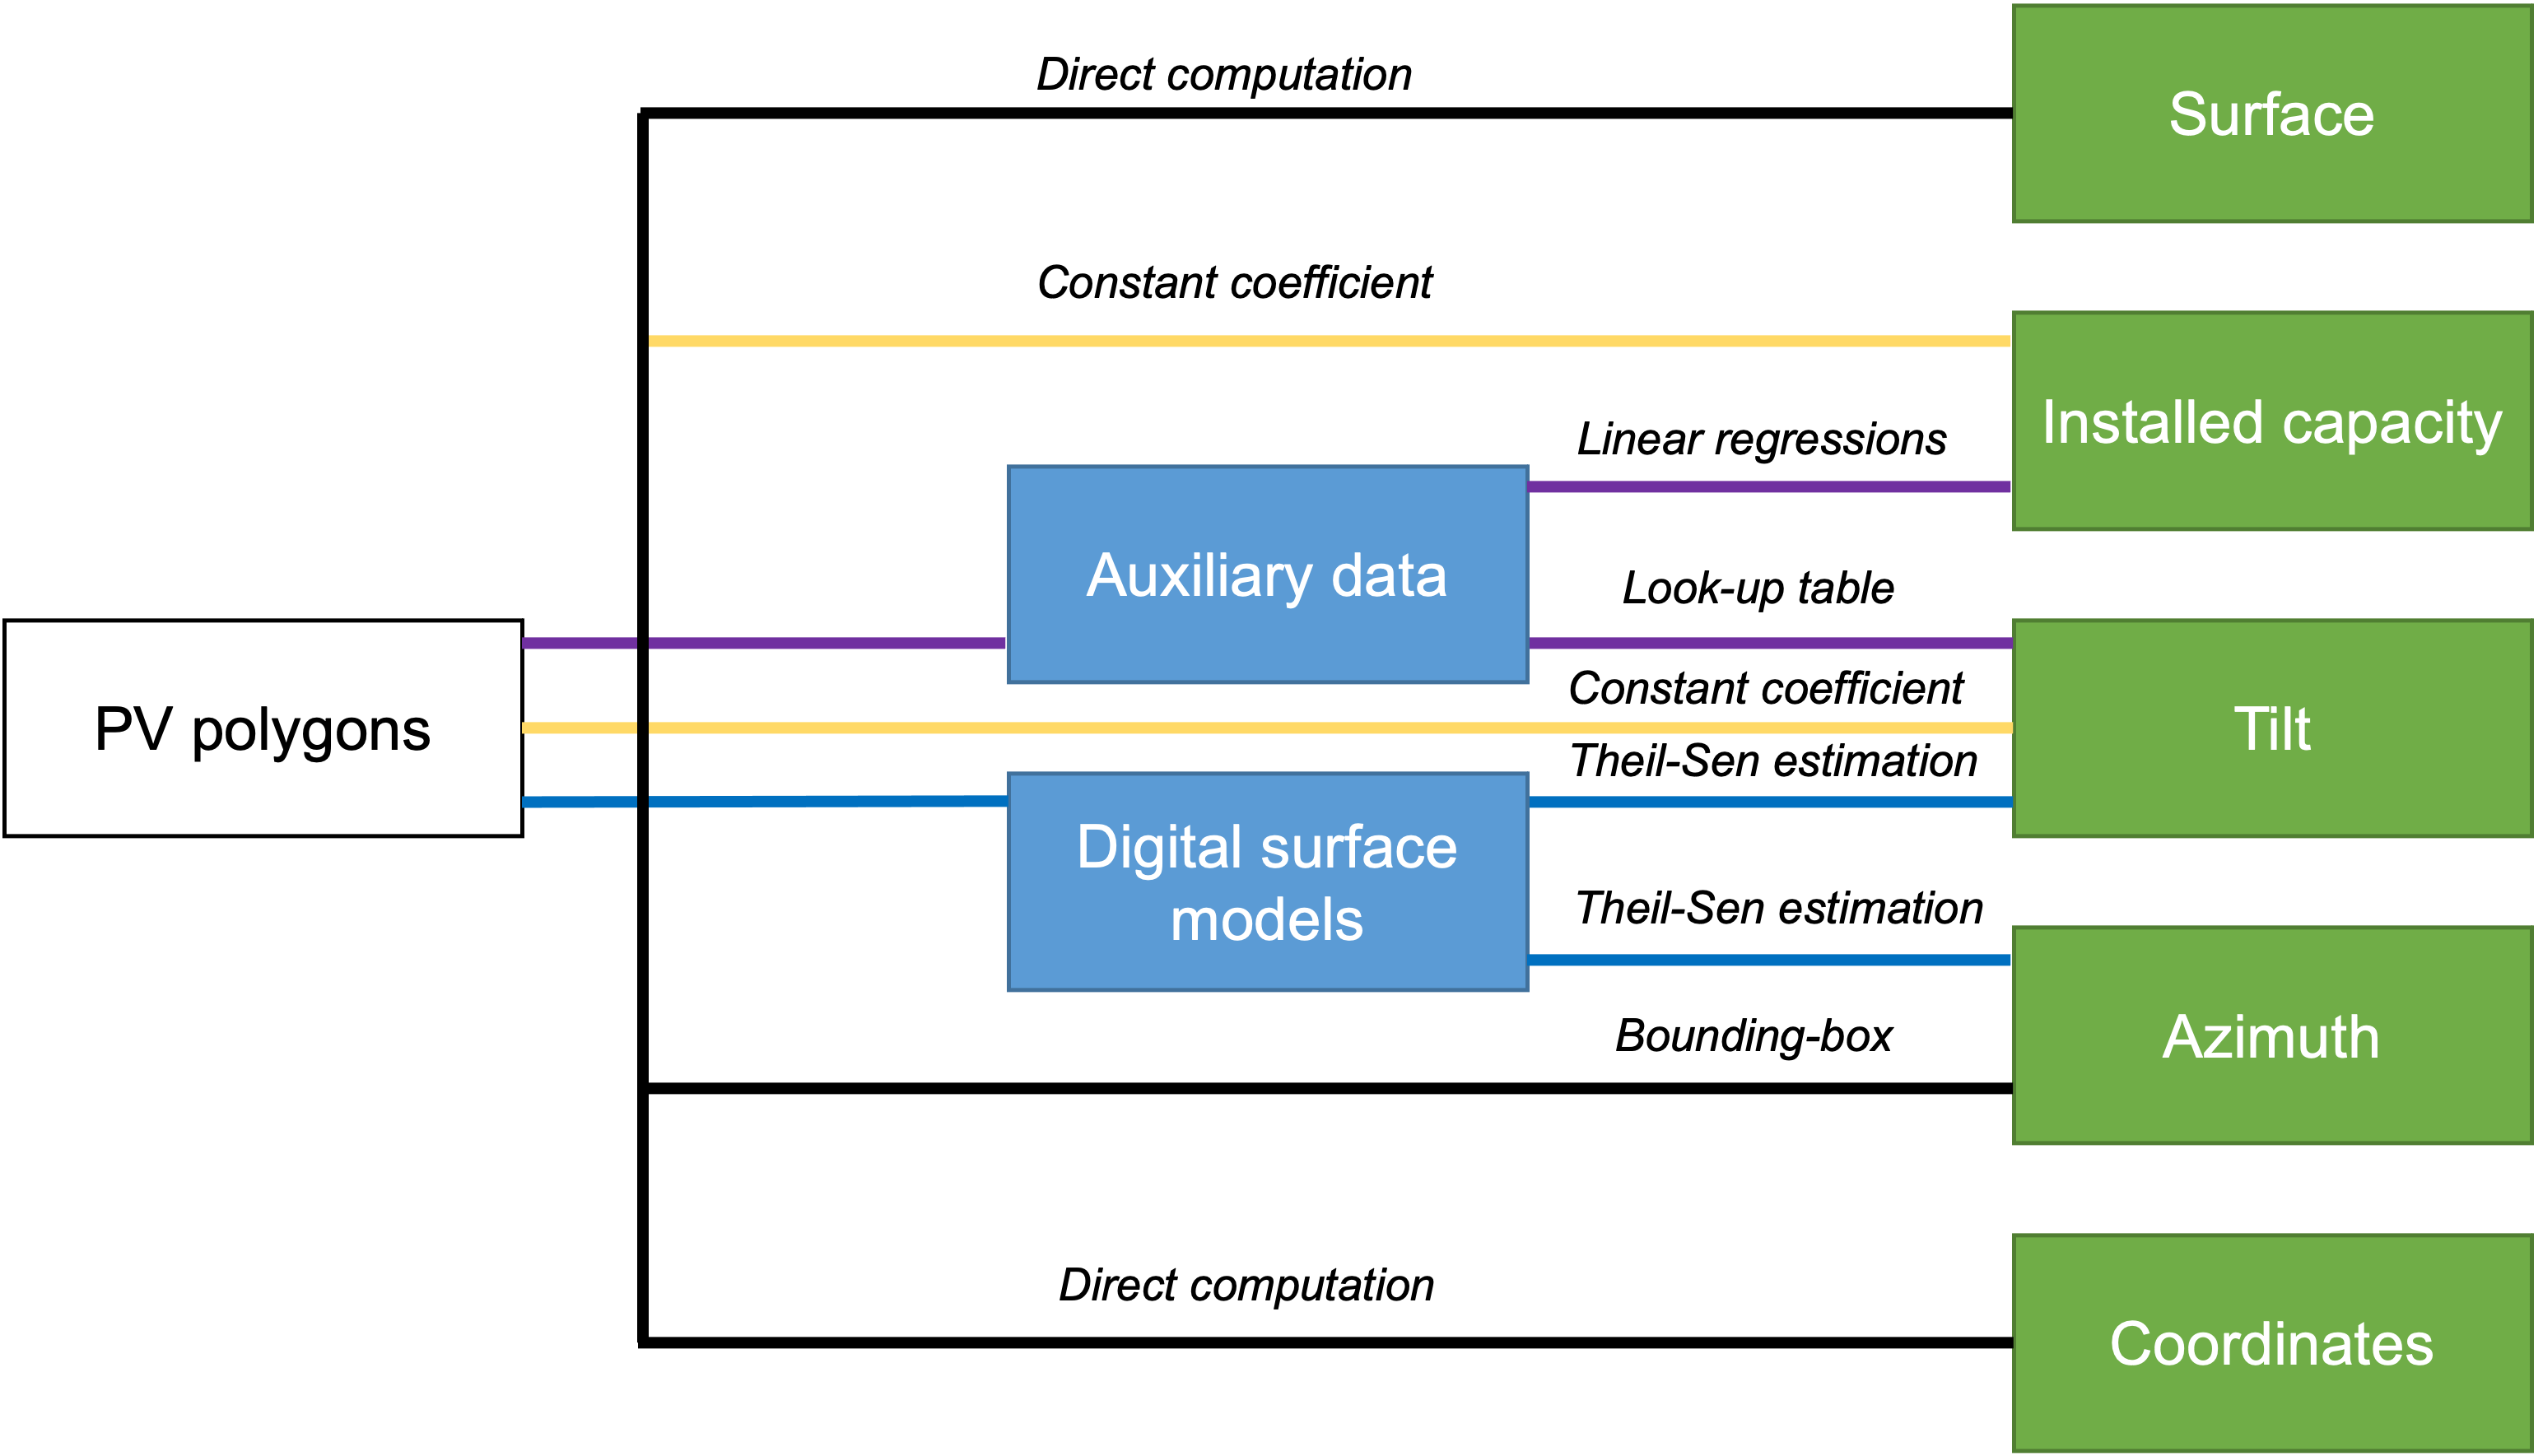 Direct computation
Surface
Constant coefficient
Installed capacity
Linear regressions
Auxiliary data
Look-up table
PV polygons
Constant coefficient
Tilt
Theil-Sen estimation
Digital surface
models
Theil-Sen estimation
Bounding-box
Azimuth
Direct computation
Coordinates